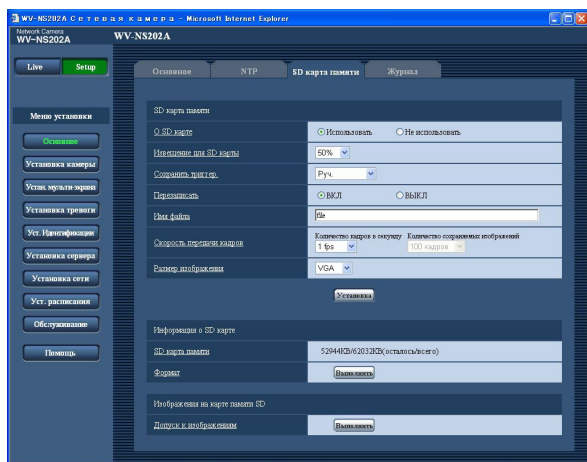 WV-NS202A Сетевая камера - Microsoft Internet Explorer
Network Camera
WV-NS202A
WV-NS202A
Live
Setup
Основное
NTP
SD карта памяти
Журнал
Меню установки
Основное
Установка камеры
Устан. мульти-экрана
Установка тревоги
Уст. Идентификации
Установка сервера
Установка сети
Уст. расписания
Обслуживание
Помощь
SD карта памяти
О SD карте
Использовать
Не использовать
Извещение для SD карты
50%
Сохранить триггер.
Руч.
Перезаписать
ВКЛ
ВЫКЛ
Имя файла
file
Скорость передачи кадров
Количество кадров в секунду
Количество сохраняемых изображений
1 fps
100 кадров
Размер изображения
VGA
Установка
Информация о SD карте
SD карта памяти
52944KB/62032KB(осталось/всего)
Формат
Выполнить
Изображения на карте памяти SD
Допуск к изображениям
Выполнить